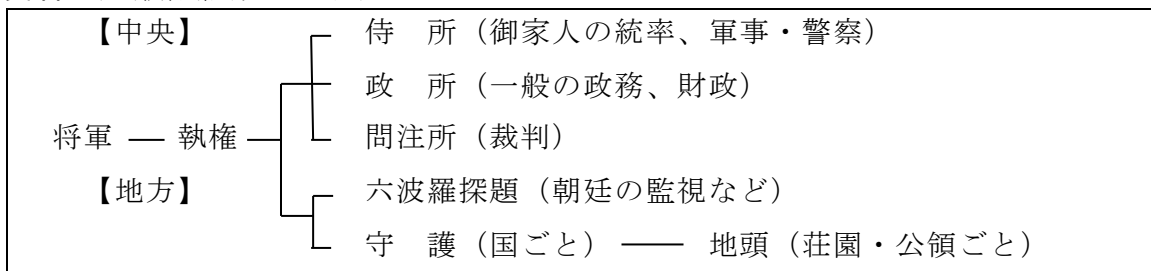 【中央】
侍　所（御家人の統率、軍事・警察）
政　所（一般の政務、財政）
将軍 ― 執権
問注所（裁判）
【地方】
六波羅探題（朝廷の監視など）
守　護（国ごと） ―― 地頭（荘園・公領ごと）